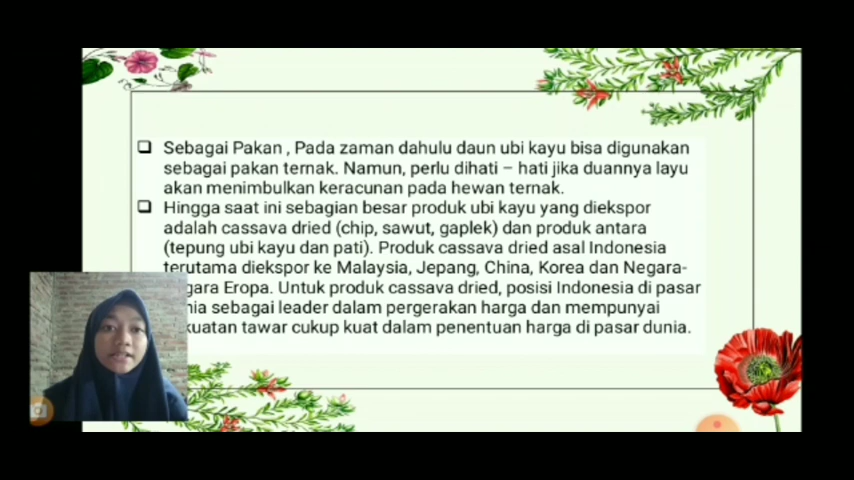 Sebagai Pakan , Pada zaman dahulu daun ubi kayu bisa digunakan
sebagai pakan ternak. Namun, perlu dihati – hati jika duannya layu
akan menimbulkan keracunan pada hewan ternak.
Hingga saat ini sebagian besar produk ubi kayu yang diekspor
adalah cassava dried (chip, sawut, gaplek) dan produk antara
(tepung ubi kayu dan pati). Produk cassava dried asal Indonesia
terutama diekspor ke Malaysia, Jepang, China, Korea dan Negara-
gara Eropa. Untuk produk cassava dried, posisi Indonesia di pasar
nia sebagai leader dalam pergerakan harga dan mempunyai
kuatan tawar cukup kuat dalam penentuan harga di pasar dunia.